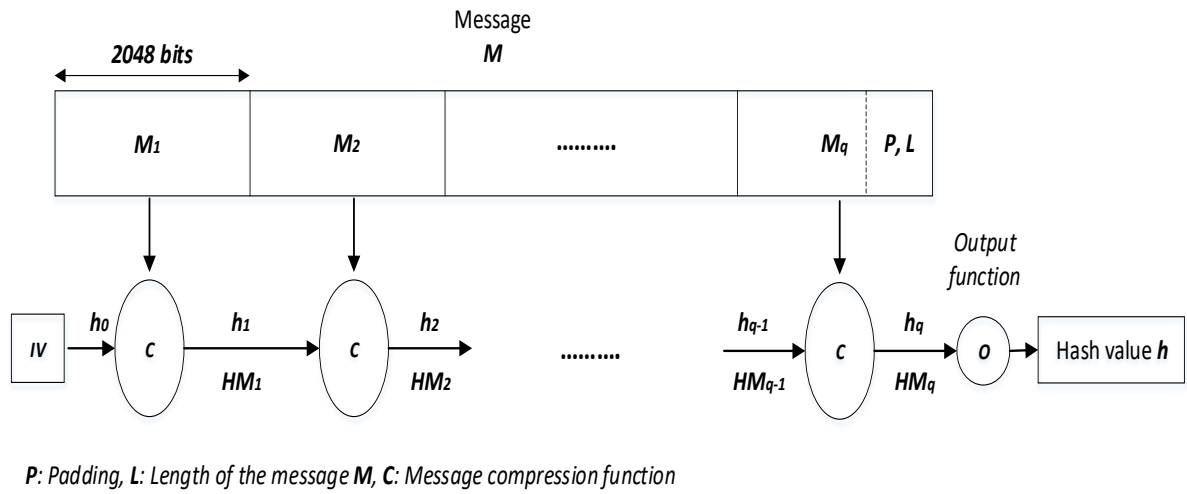 Message
M
2048 bits
M1
M2
..........
Mq
P, L
Output
function
h0
h1
h2
hq-1
hq
IV
C
C
..........
C
O
Hash value h
HM1
HM2
HMq-1
HMq
P: Padding, L: Length of the message M, C: Message compression function